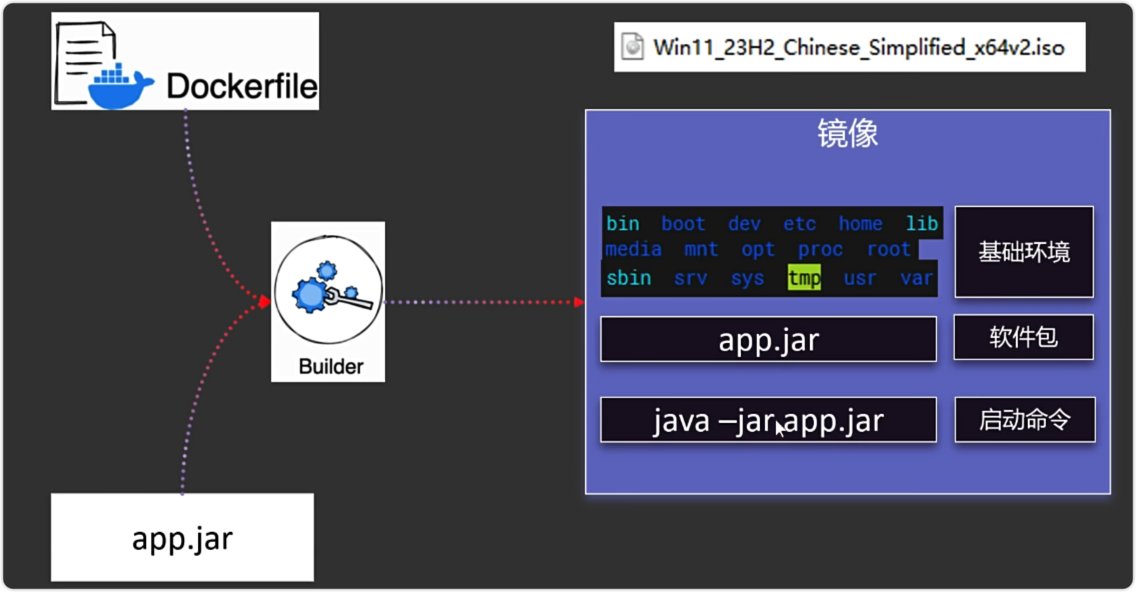 Dockerfile
Win11_23H2_Chinese_Simplified_x64v2.iso
镜像
bin boot dev etc home lib
media mnt opt proc root
sbin srv sys tmp usr var
基础环境
app.jar
软件包
java –jar app.jar
启动命令
Builder
app.jar